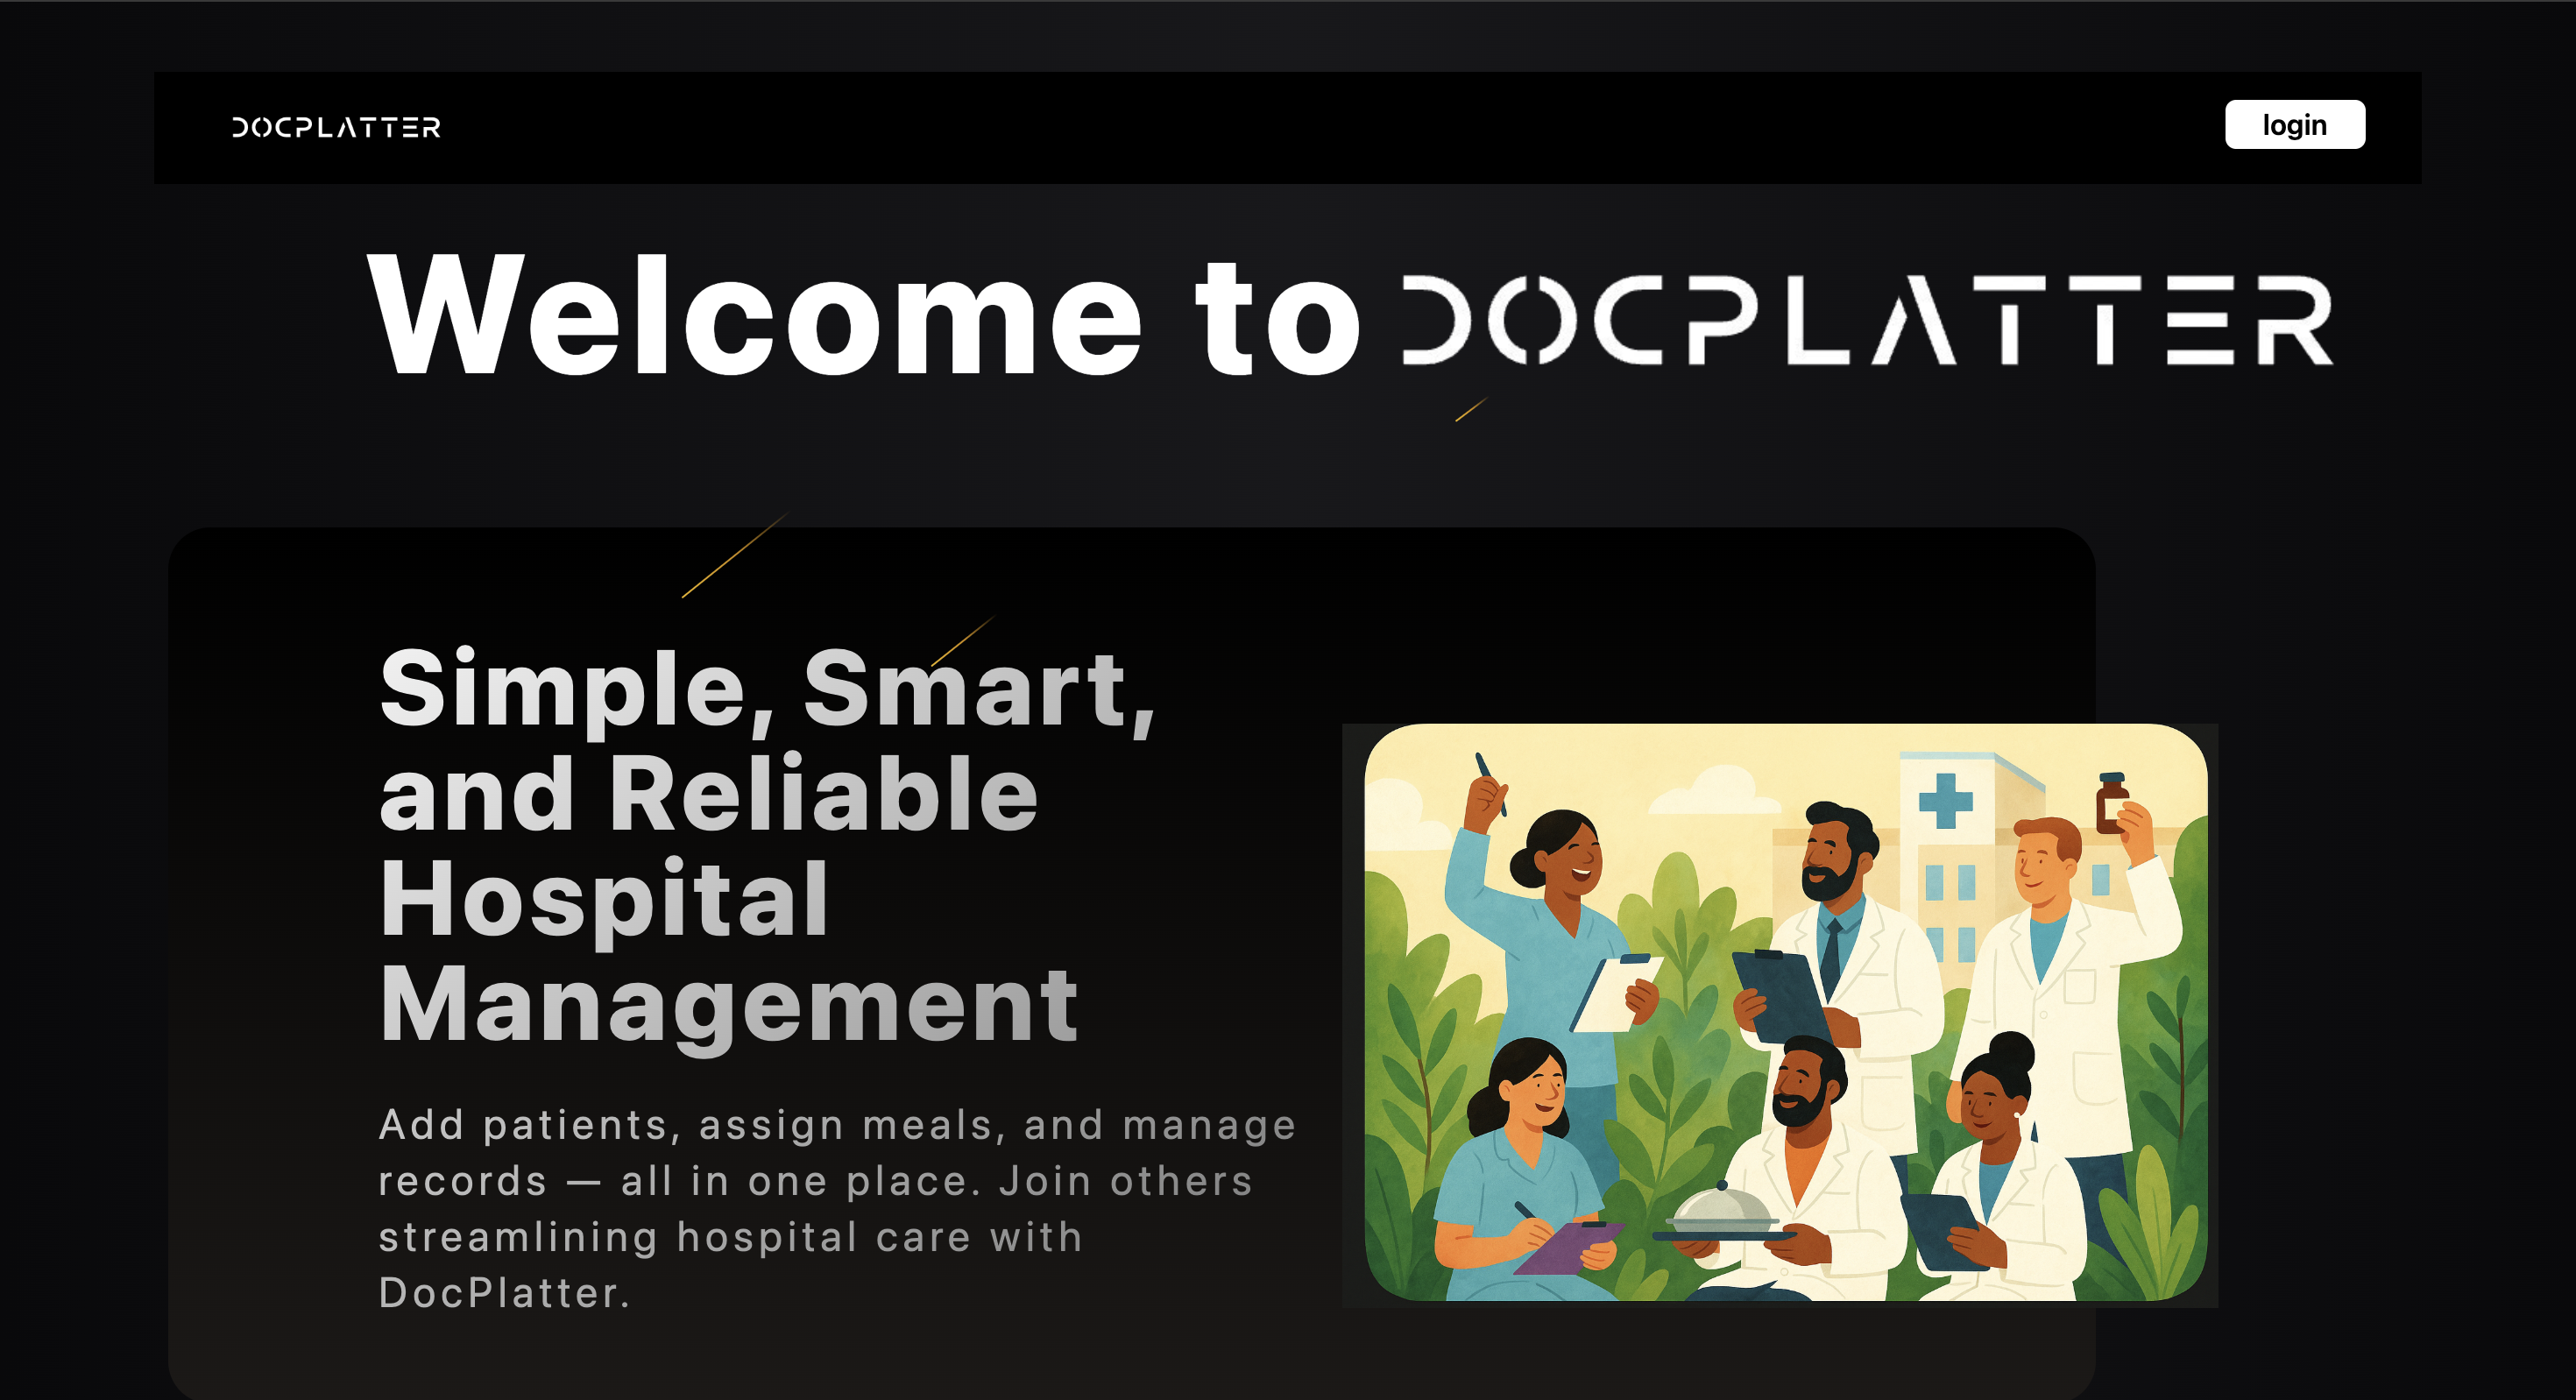 DOCPLATTER
login
Welcome to DOCPLATTER
Simple, Smart,
and Reliable
Hospital
Management
Add patients, assign meals, and manage
records — all in one place. Join others
streamlining hospital care with
DocPlatter.